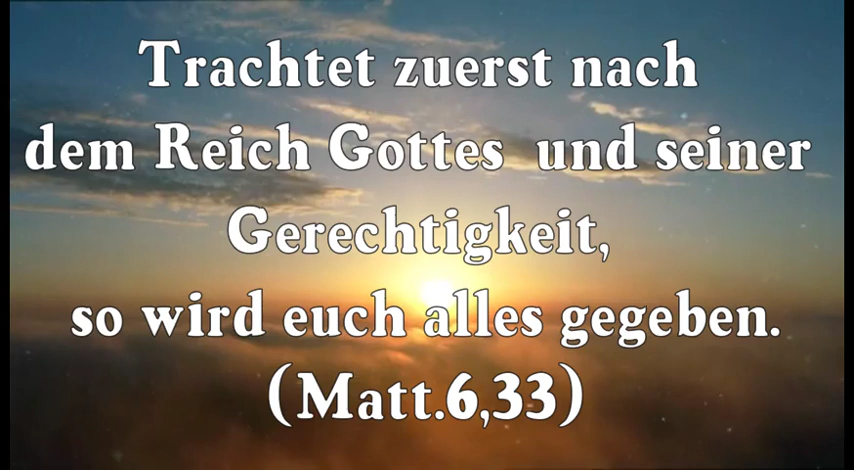 Trachtet zuerst nach
dem Reich Gottes und seiner
Gerechtigkeit,
so wird euch alles gegeben.
(Matt.6,33)